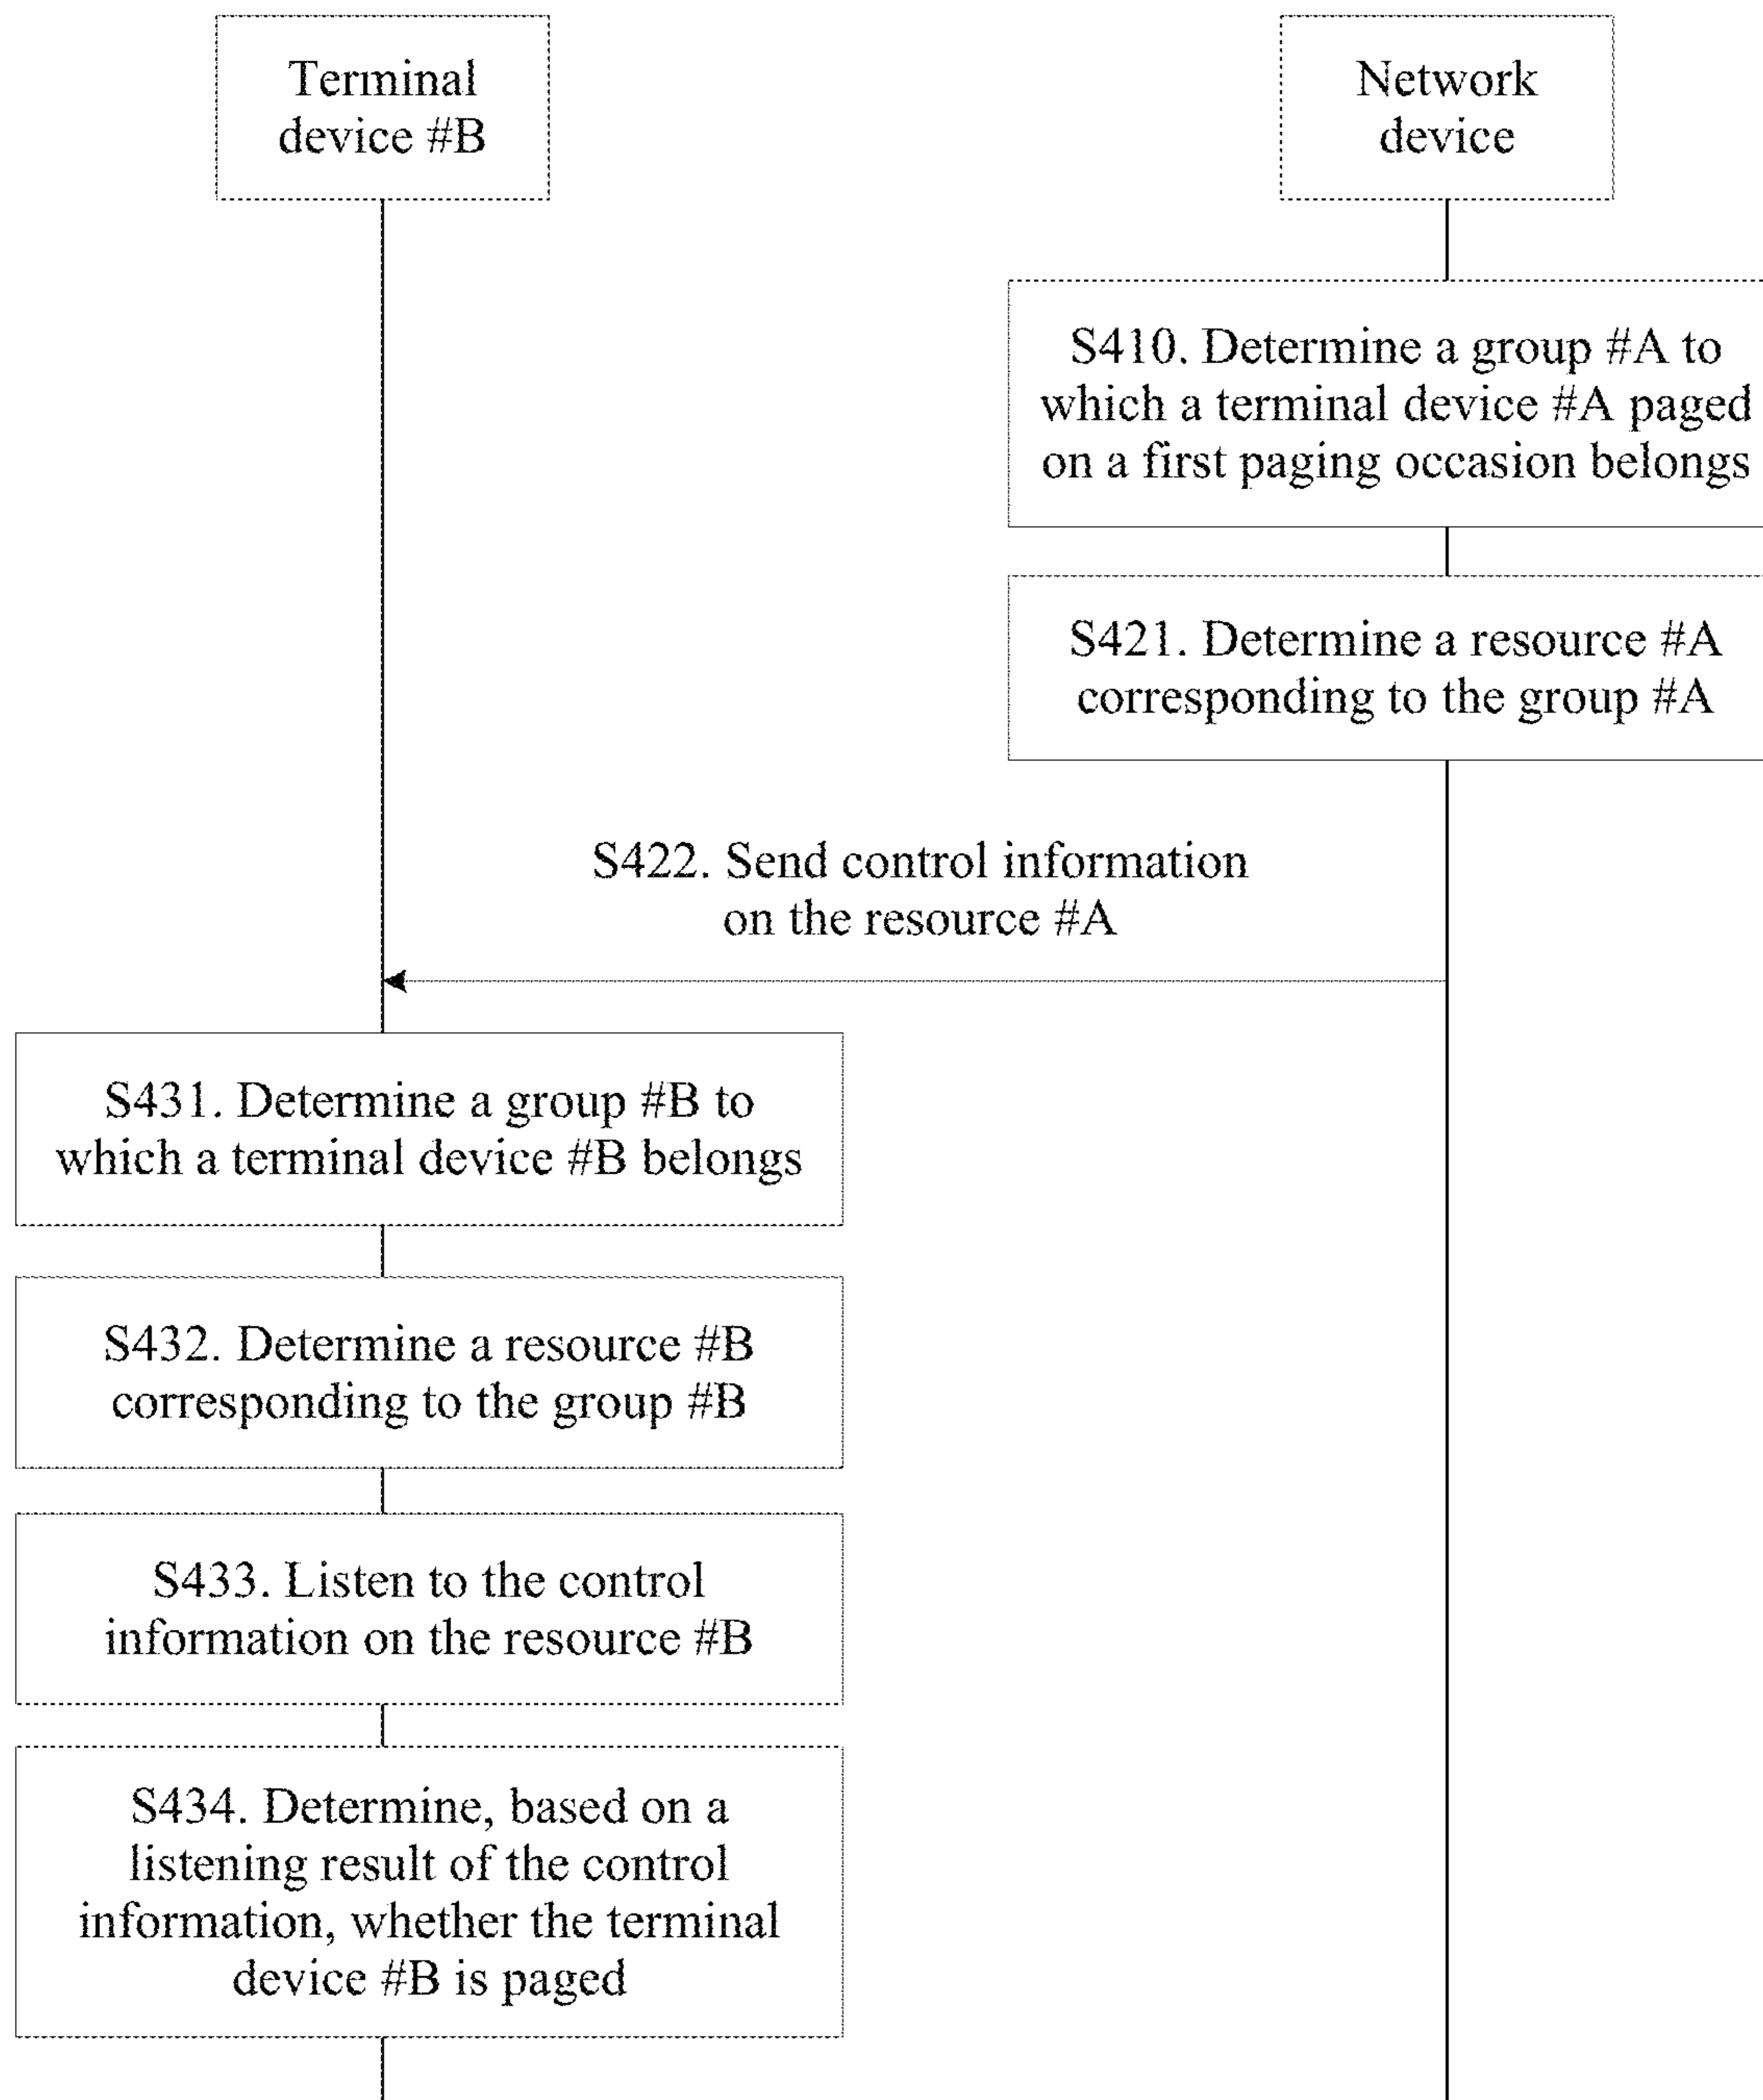 Terminal
device #B
Network
device
S410. Determine a group #A to
which a terminal device #A paged
on a first paging occasion belongs
S421. Determine a resource #A
corresponding to the group #A
S422. Send control information
on the resource #A
S431. Determine a group #B to
which a terminal device #B belongs
S432. Determine a resource #B
corresponding to the group #B
S433. Listen to the control
information on the resource #B
S434. Determine, based on a
listening result of the control
information, whether the terminal
device #B is paged